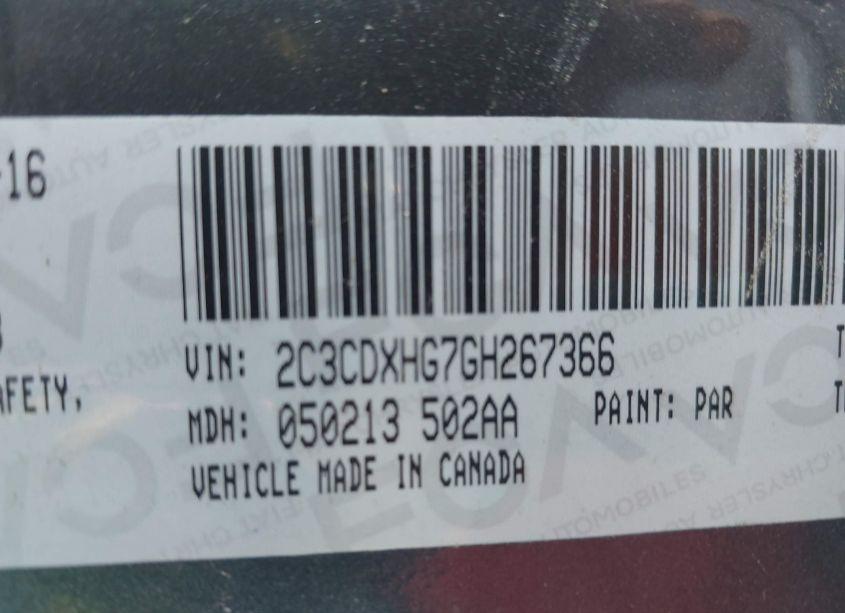 -16
VIN: 2C3CDXHG7GH267366
AFETY,
MDH: 050213 502AA
PAINT: PAR
VEHICLE MADE IN CANADA